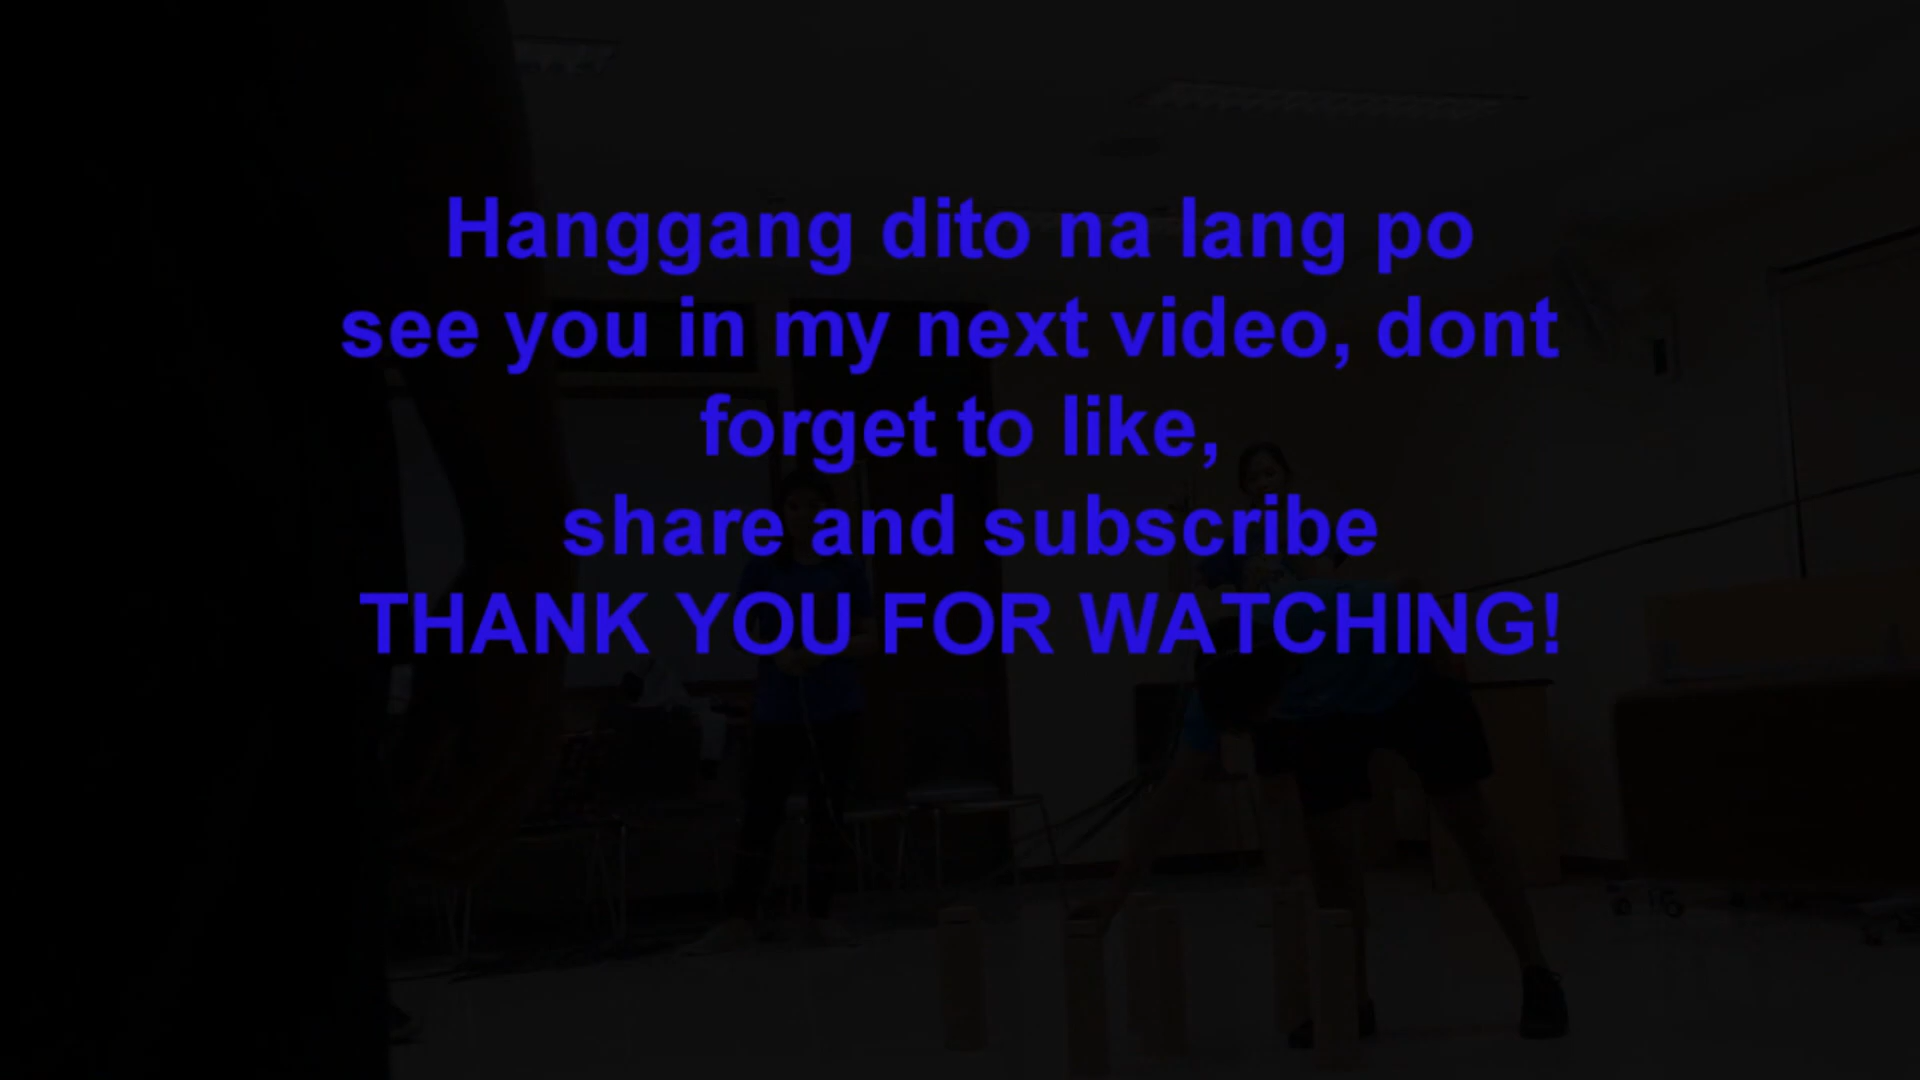 Hanggang dito na lang po
see you in my next video, dont
forget to like,
share and subscribe
THANK YOU FOR WATCHING!